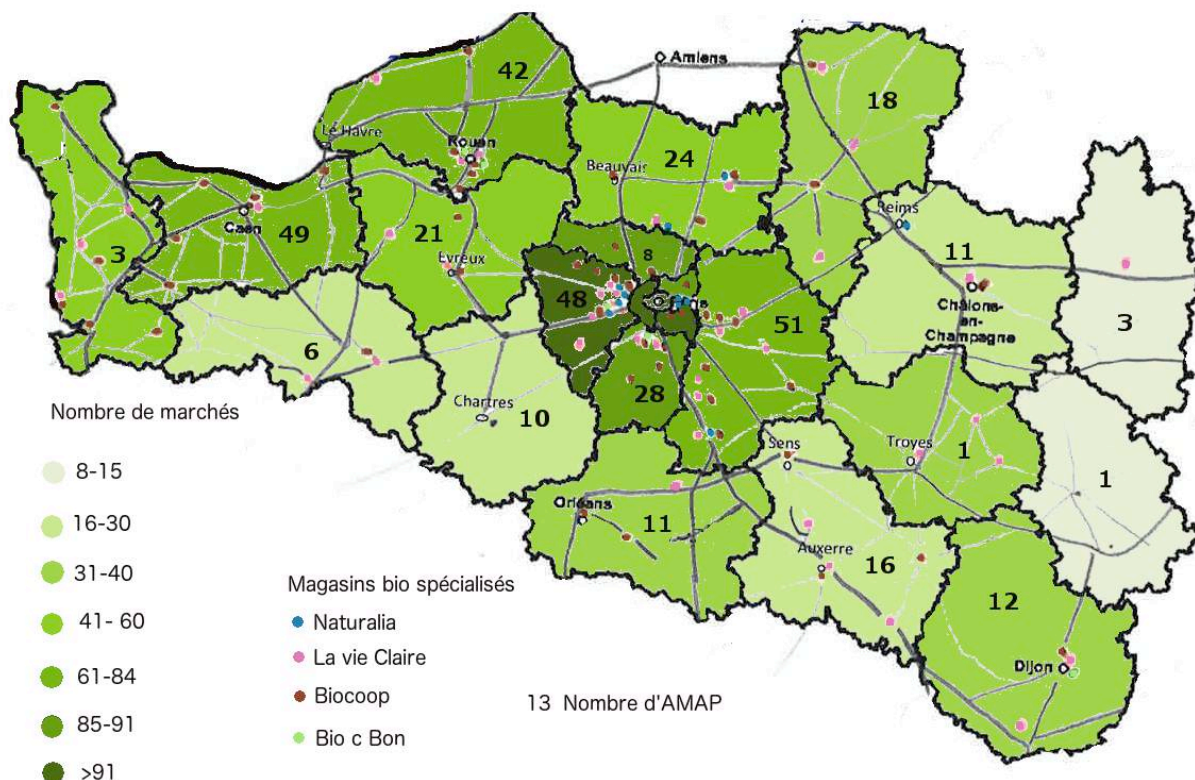 Amiens
42
18
Le Havre
Rouen
24
Beauvais
Reims
Caen
49
3
21
Evreux
8
11
48
Paris
51
Châlons-
en-
Champagne
3
6
28
Chartres
10
Sens
Troyes
1
1
Orléans
11
Auxerre
16
12
Dijon
Nombre de marchés
8-15
16-30
31-40
41- 60
61-84
85-91
>91
Magasins bio spécialisés
Naturalia
La vie Claire
Biocoop
Bio c Bon
13 Nombre d'AMAP